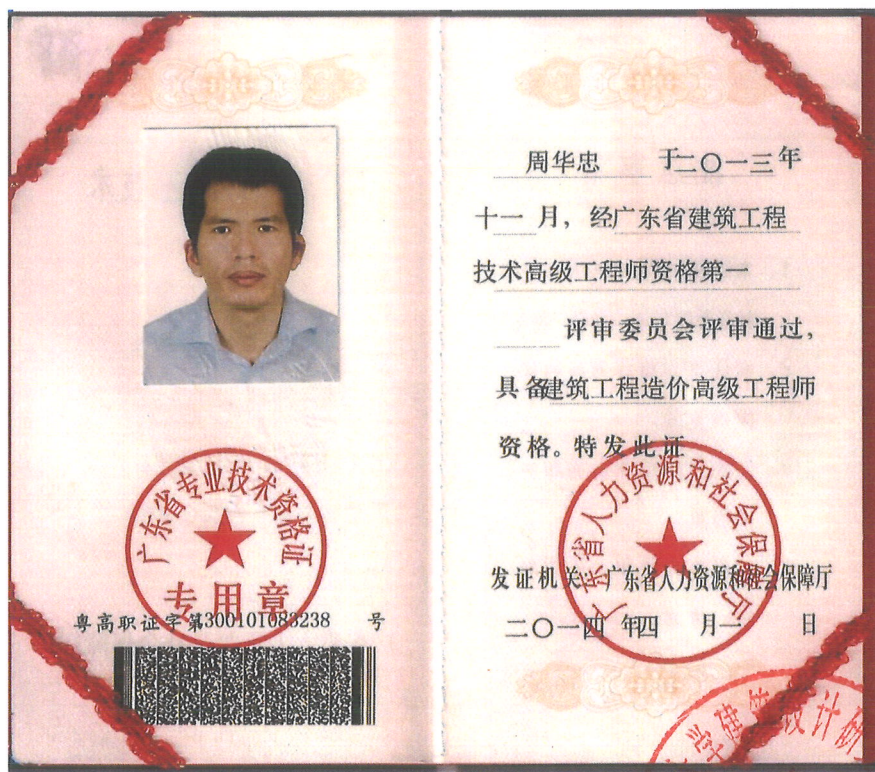 广东省专业技术资格证
专用章
粤高职证字第300101083238 号
周华忠 于二〇一三年
十一月，经广东省建筑工程
技术高级工程师资格第一
评审委员会评审通过，
具备建筑工程造价高级工程师
资格。特发此证
广东省人力资源和社会保障厅
发证机关：广东省人力资源和社会保障厅
二〇一四 年四 月一 日
学建筑设计研